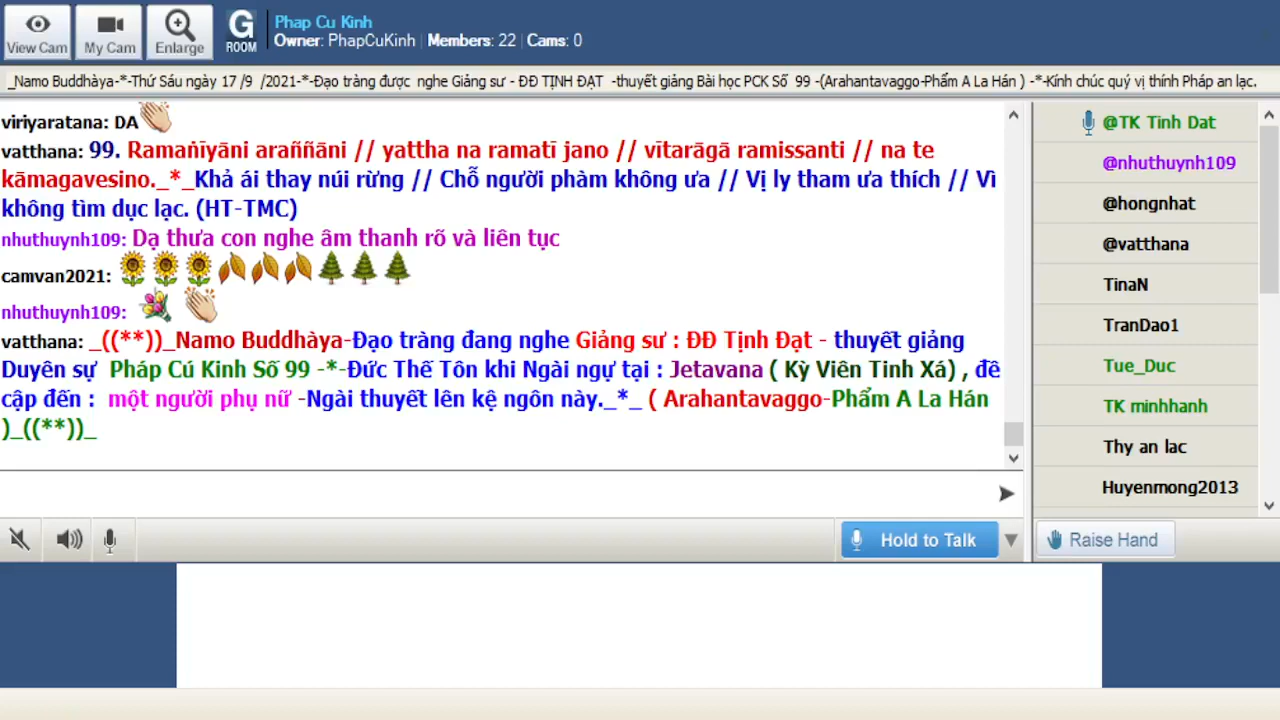 View Cam
My Cam
Enlarge
G
ROOM
Phap Cu Kinh
Owner: PhapCuKinh | Members: 22 | Cams: 0
_Namo Buddhàya-*-Thứ Sáu ngày 17 /9 /2021-*-Đạo tràng được nghe Giảng sư - ĐĐ TỊNH ĐẠT -thuyết giảng Bài học PCK Số 99 -(Arahantavaggo-Phẩm A La Hán ) -*-Kính chúc quý vị thính Pháp an lạc.
viriyaratana: DA
vatthana: 99. Ramaṅīyāni araññāni // yattha na ramatī jano // vītarāgā ramissanti // na te
kāmagavesino._*_Khả ái thay núi rừng // Chỗ người phàm không ưa // Vị ly tham ưa thích // Vì
không tìm dục lạc. (HT-TMC)
nhuthuynh109: Dạ thưa con nghe âm thanh rõ và liên tục
camvan2021:
nhuthuynh109:
vatthana: _((**))_Namo Buddhàya-Đạo tràng đang nghe Giảng sư : ĐĐ Tịnh Đạt - thuyết giảng
Duyên sự Pháp Cú Kinh Số 99 -*-Đức Thế Tôn khi Ngài ngự tại : Jetavana ( Kỳ Viên Tinh Xá) , đề
cập đến : một người phụ nữ -Ngài thuyết lên kệ ngôn này._*_ ( Arahantavaggo-Phẩm A La Hán
)_((**))_
@TK Tinh Dat
@nhuthuynh109
@hongnhat
@vatthana
TinaN
TranDao1
Tue_Duc
TK minhhanh
Thy an lac
Huyenmong2013
Hold to Talk
Raise Hand